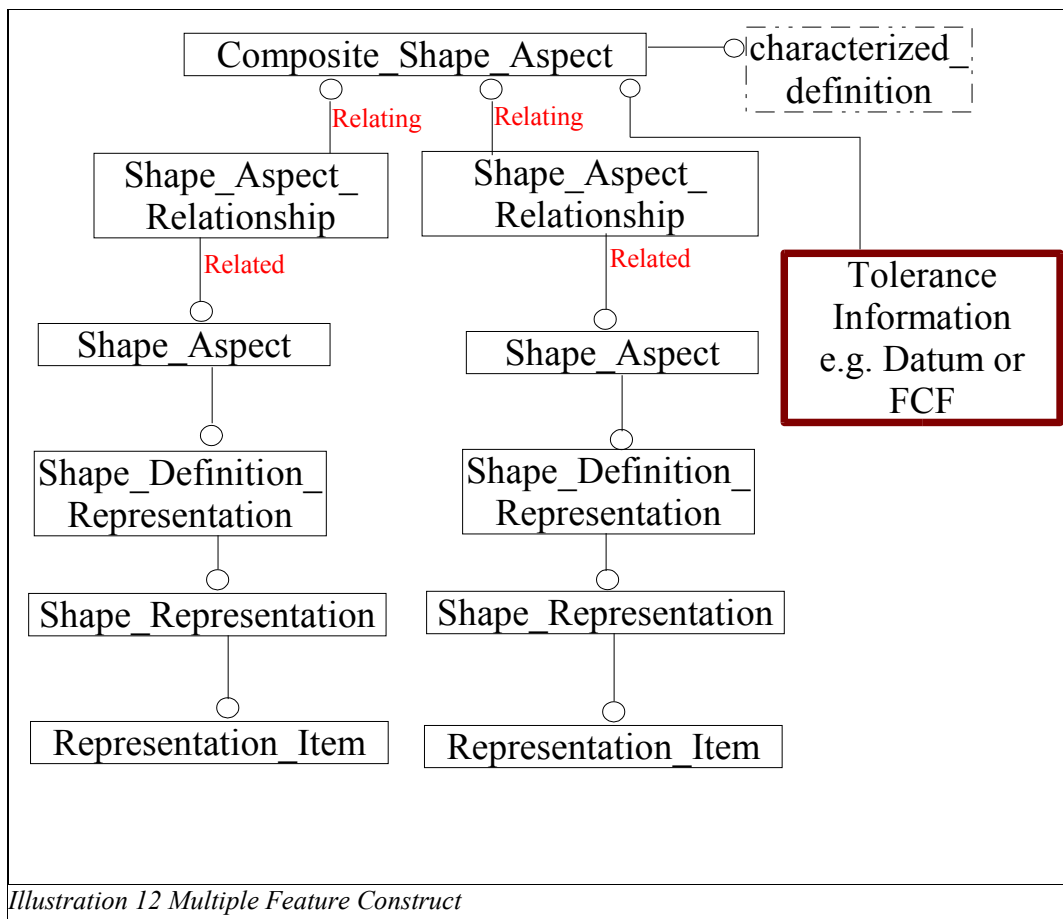 Composite_Shape_Aspect
characterized_
definition
Relating
Relating
Shape_Aspect_
Relationship
Shape_Aspect_
Relationship
Related
Related
Tolerance
Information
e.g. Datum or
FCF
Shape_Aspect
Shape_Aspect
Shape_Definition_
Representation
Shape_Definition_
Representation
Shape_Representation
Shape_Representation
Representation_Item
Representation_Item
Illustration 12 Multiple Feature Construct